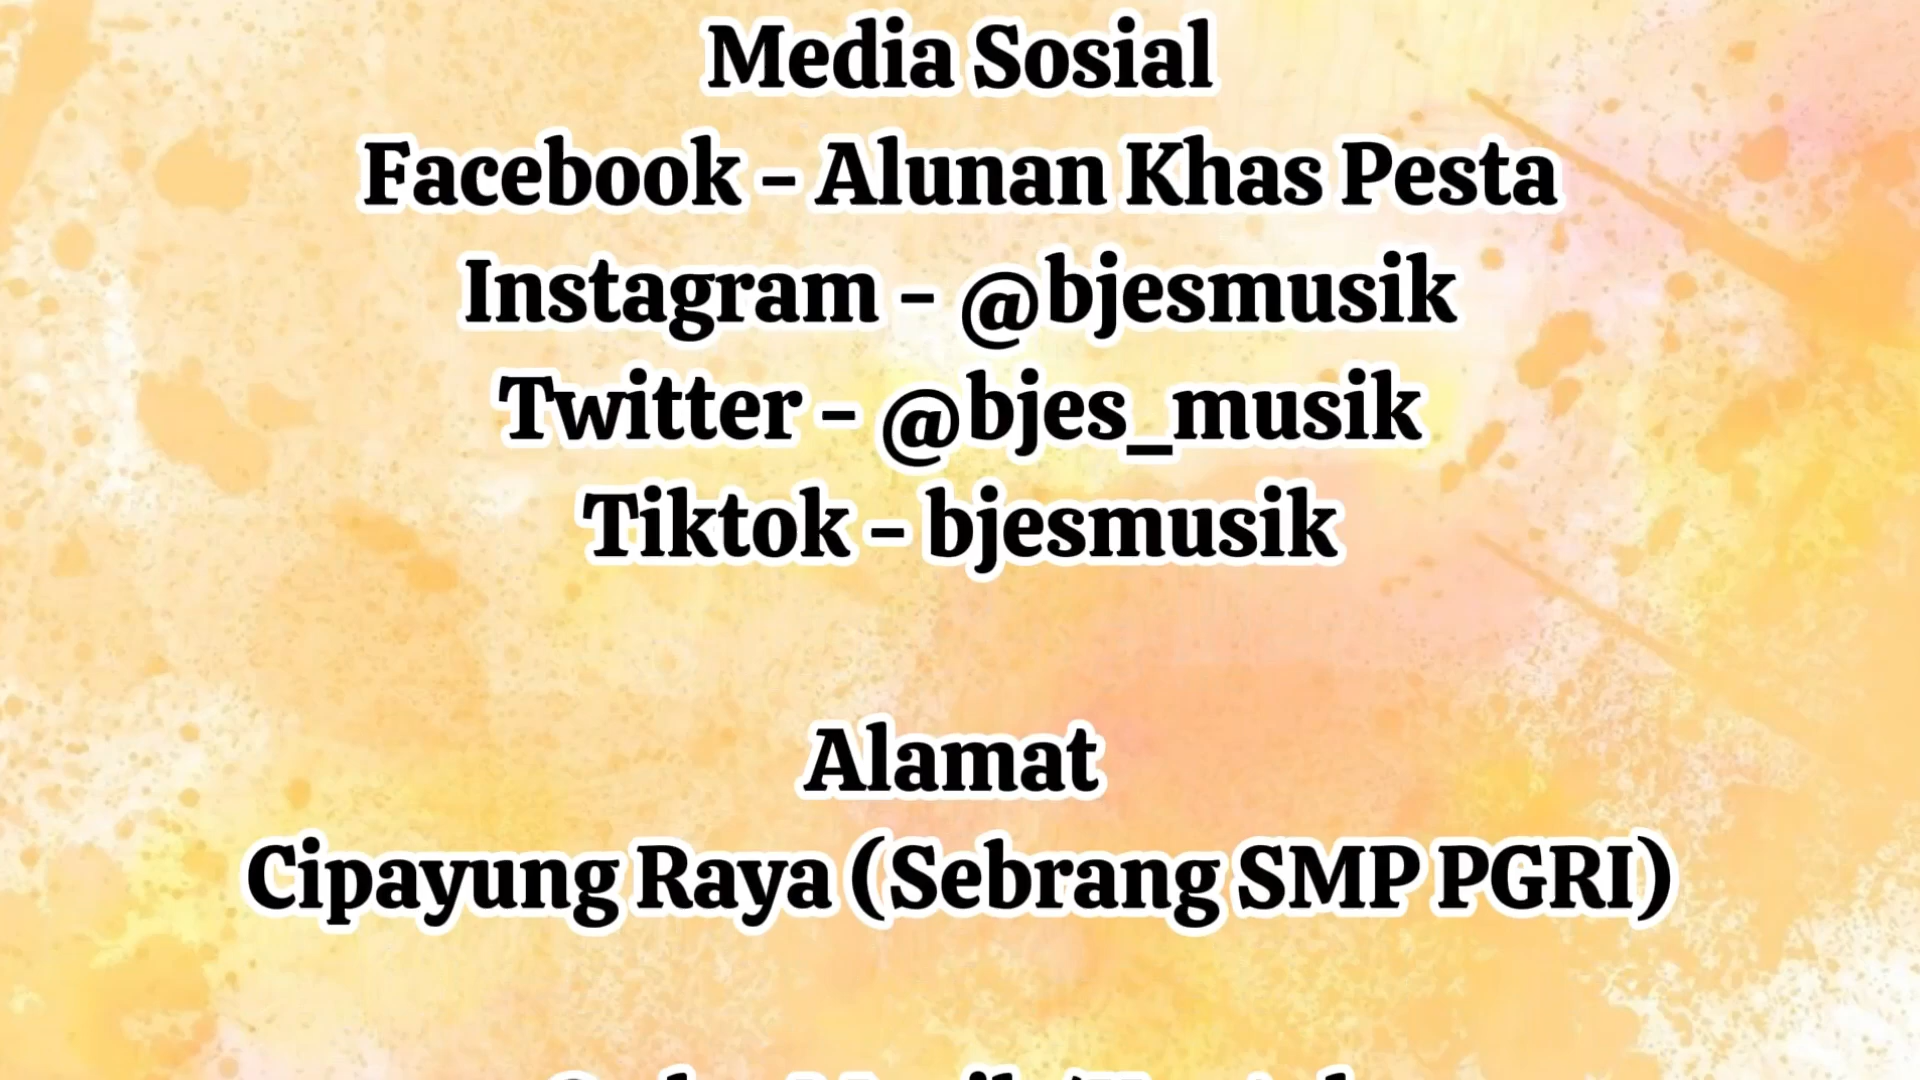 Media Sosial
Facebook - Alunan Khas Pesta
Instagram - @bjesmusik
Twitter - @bjes_musik
Tiktok - bjesmusik
Alamat
Cipayung Raya (Sebrang SMP PGRI)